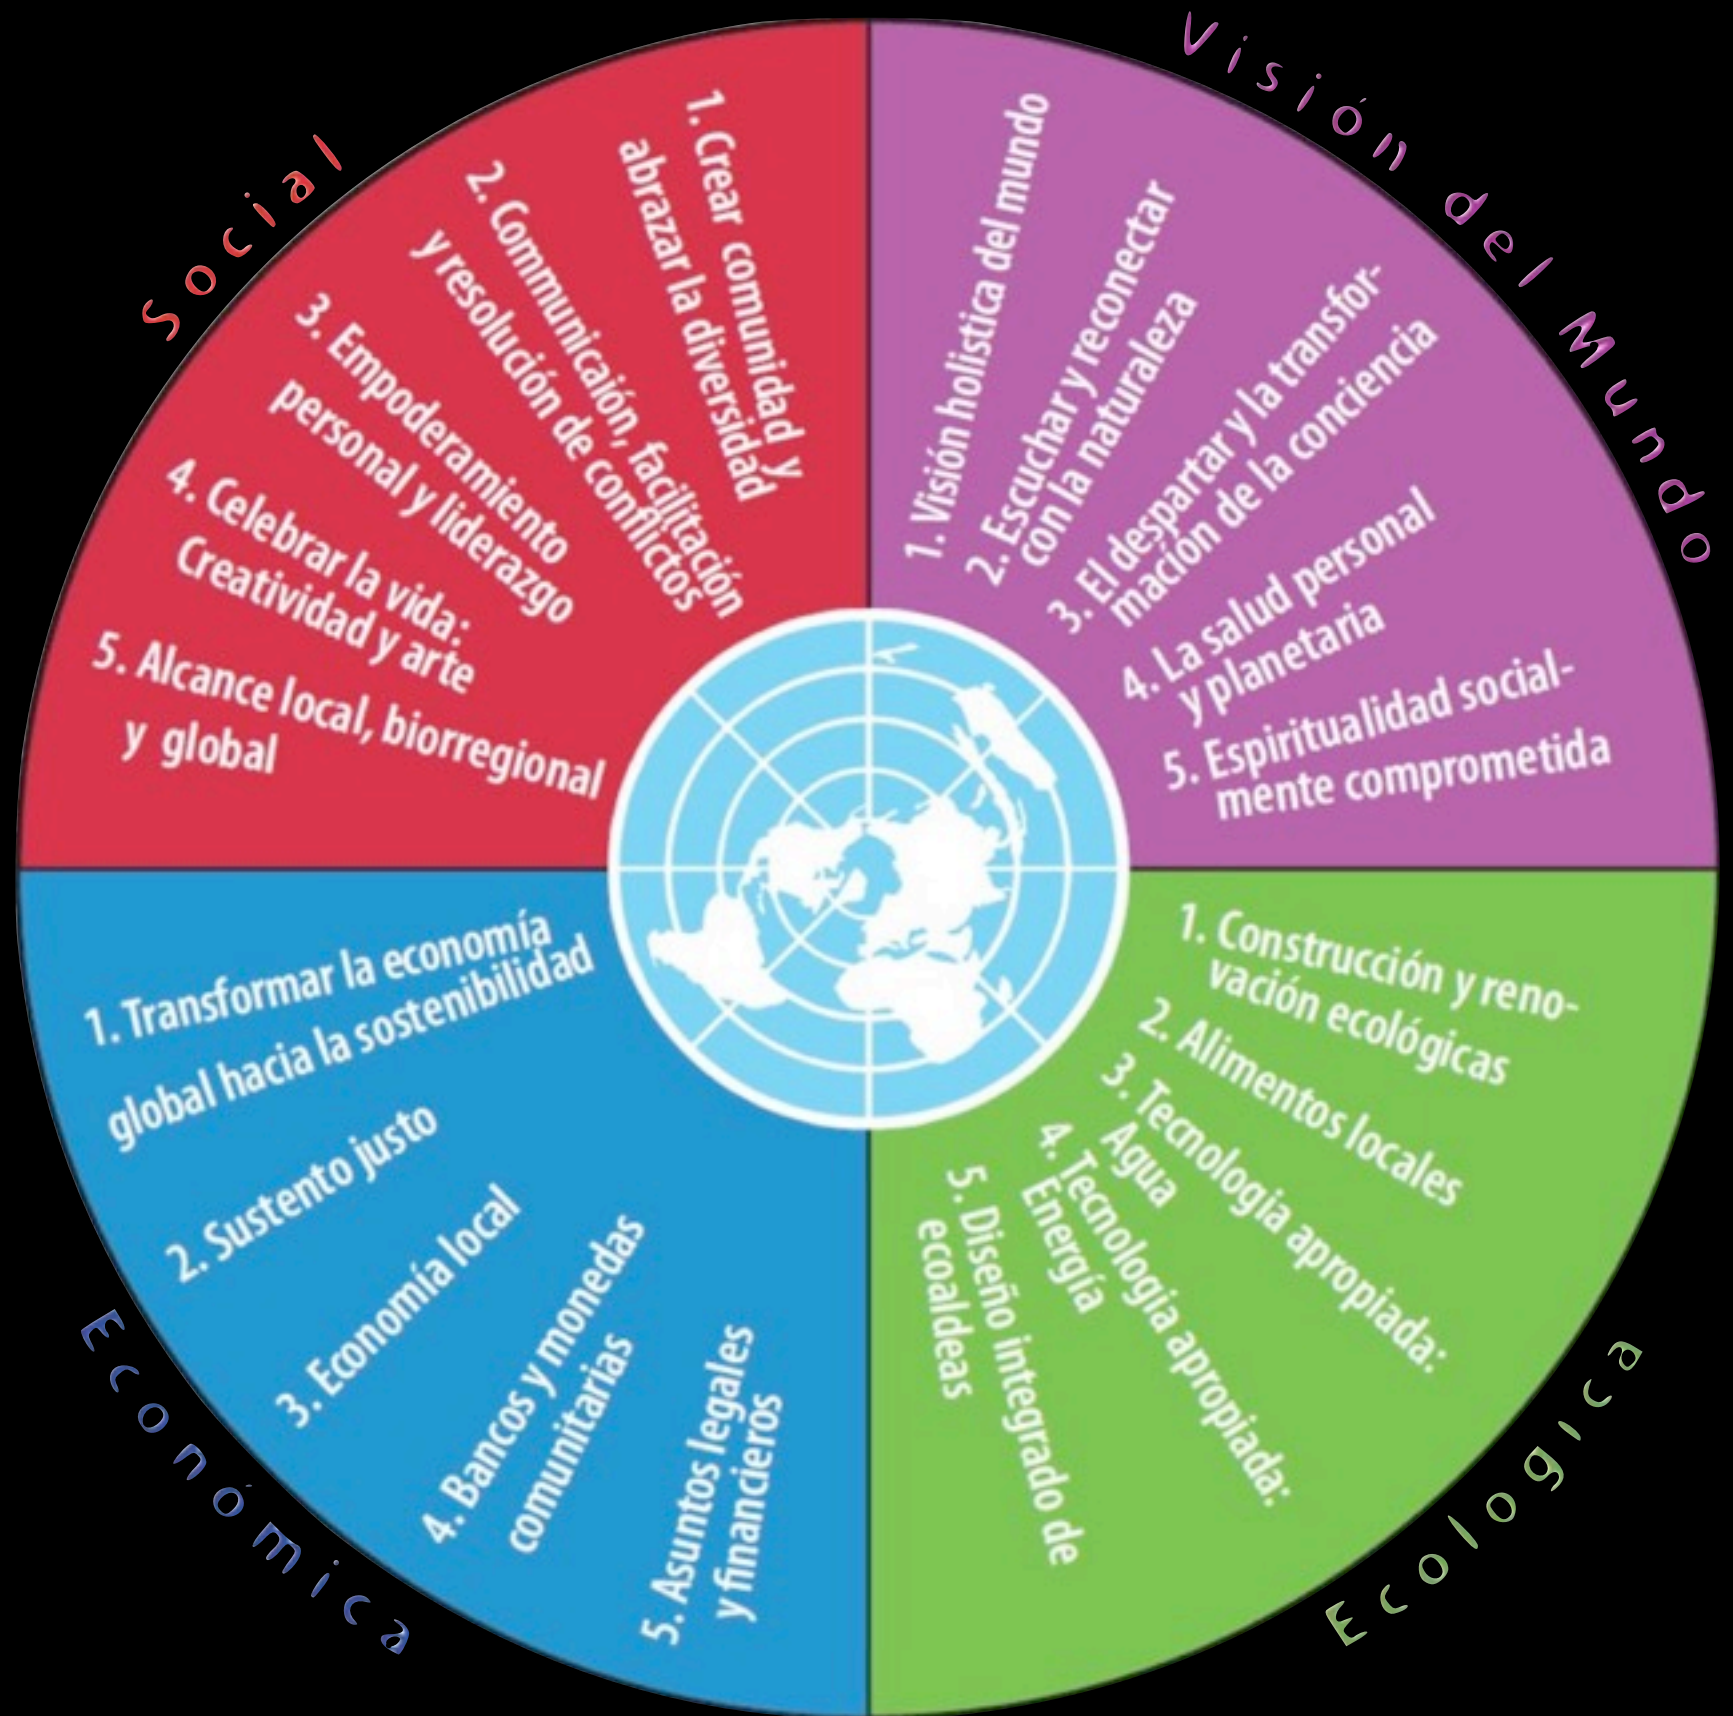 Social
1. Crear comunidad y
abrazar la diversidad
2. Communicaión, facilitación
y resolución de conflictos
3. Empoderamiento
personal y liderazgo
4. Celebrar la vida:
Creatividad y arte
5. Alcance local, biorregional
y global
Visión del Mundo
1. Visión holistica del mundo
2. Escuchar y reconectar
con la naturaleza
3. El despartar y la transfor-
mación de la conciencia
4. La salud personal
y planetaria
5. Espiritualidad social-
mente comprometida
Económica
1. Transformar la economía
global hacia la sostenibilidad
2. Sustento justo
3. Economía local
4. Bancos y monedas
comunitarias
5. Asuntos legales
y financieros
Ecologica
1. Construcción y reno-
vación ecológicas
2. Alimentos locales
3. Tecnologia apropiada:
Agua
4. Tecnologia apropiada:
Energía
5. Diseño integrado de
ecoaldeas